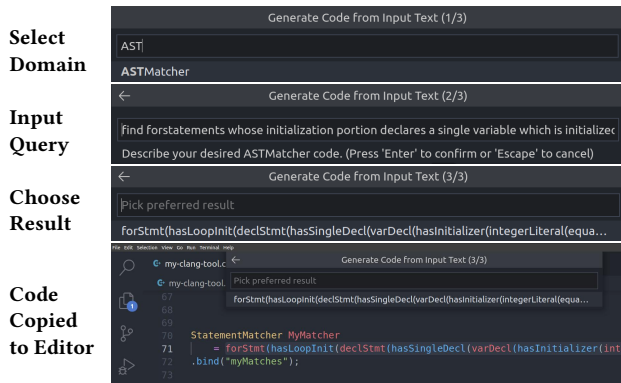 Select
Domain
Generate Code from Input Text (1/3)
AST
ASTMatcher
Input
Query
Generate Code from Input Text (2/3)
find forstatements whose initialization portion declares a single variable which is initialized
Describe your desired ASTMatcher code. (Press 'Enter' to confirm or 'Escape' to cancel)
Choose
Result
Generate Code from Input Text (3/3)
Pick preferred result
forStmt(hasLoopInit(declStmt(hasSingleDecl(varDecl(hasInitializer(integerLiteral(equa...
Code
Copied
to Editor
File Edit Selection View Go Run Terminal Help
my-clang-tool.c
Generate Code from Input Text (3/3)
my-clang-tool.
Pick preferred result
67
forStmt(hasLoopInit(declStmt(hasSingleDecl(varDecl(hasInitializer(integerLiteral(equa...
1
68
69
70 StatementMatcher MyMatcher
71 = forStmt(hasLoopInit(declStmt(hasSingleDecl(varDecl(hasInitializer(int
72 .bind("myMatches");
73